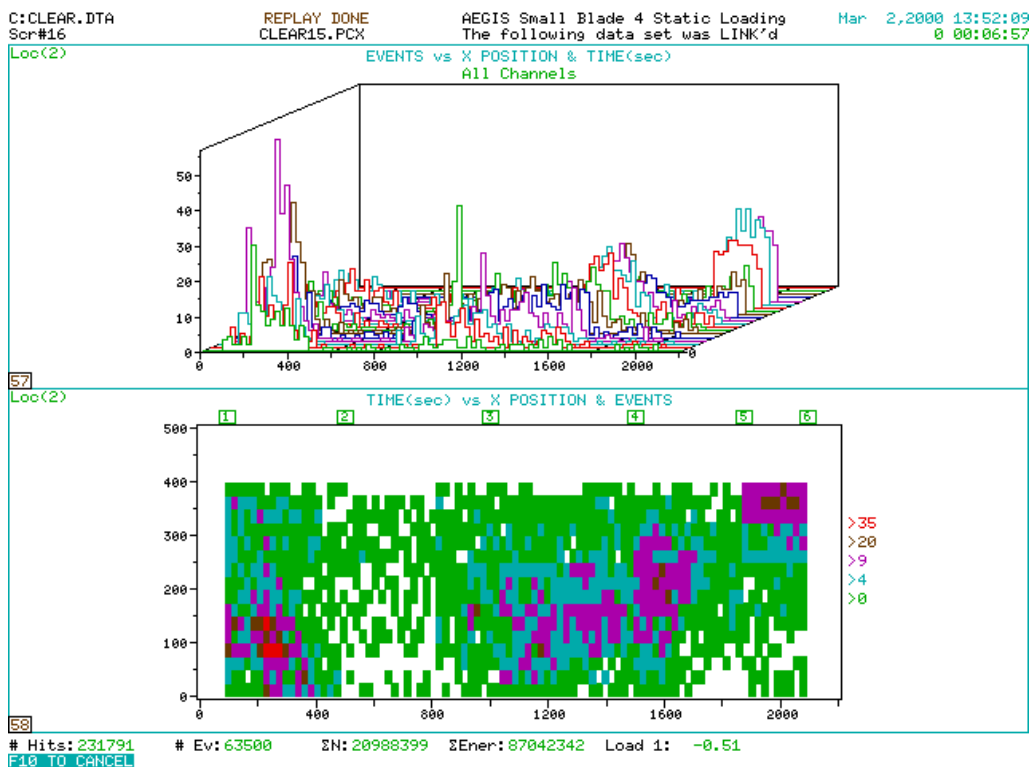 C:CLEAR.DTA REPLAY DONE AEGIS Small Blade 4 Static Loading Mar 2,2000 13:52:09
Scr#16 CLEAR15.PCX The following data set was LINK'd 0 00:06:57
Loc(2) EVENTS vs X POSITION & TIME(sec)
All Channels
50
40
30
20
10
0
0 400 800 1200 1600 2000 0
57
Loc(2) TIME(sec) vs X POSITION & EVENTS
1 2 3 4 5 6
500
400
>35
300 >20
>9
200 >4
>0
100
0
0 400 800 1200 1600 2000
58
# Hits:231791 # Ev:63500 ΣN:20988399 ΣEner:87042342 Load 1: -0.51
F10 TO CANCEL